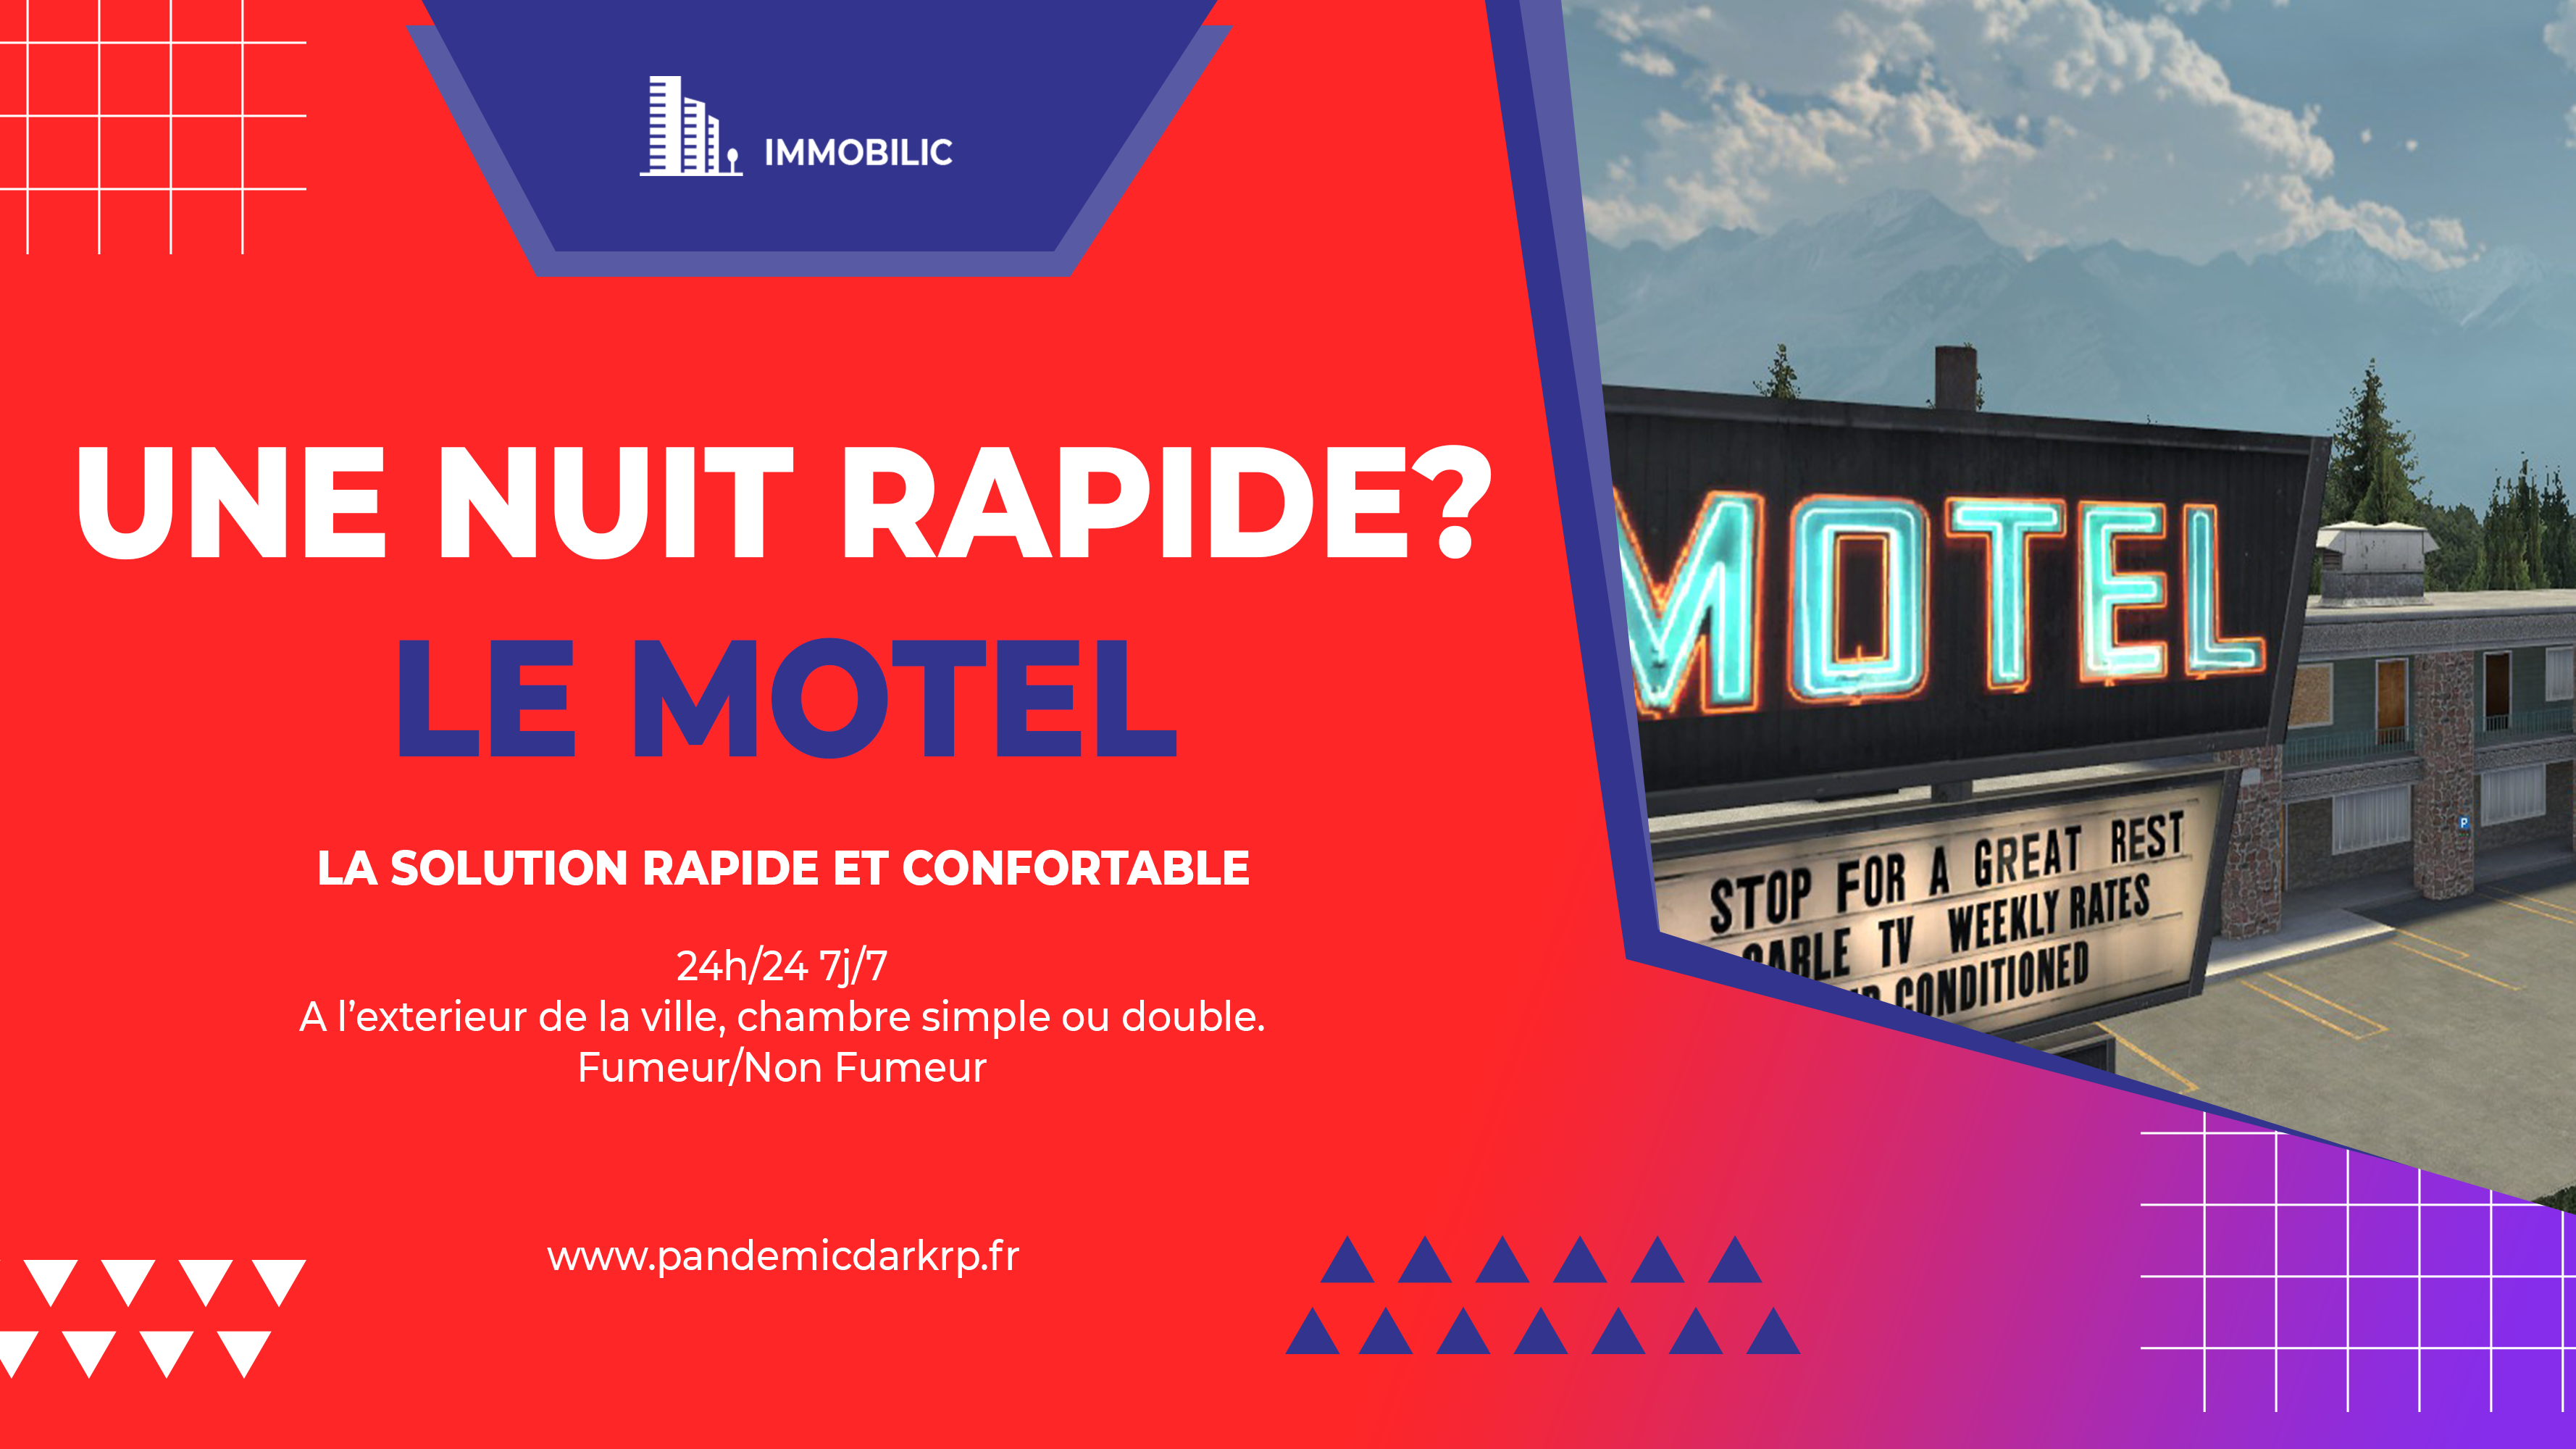 IMMOBILIC
UNE NUIT RAPIDE?
LE MOTEL
LA SOLUTION RAPIDE ET CONFORTABLE
24h/24 7j/7
A l’exterieur de la ville, chambre simple ou double.
Fumeur/Non Fumeur
www.pandemicdarkrp.fr
MOTEL
STOP FOR A GREAT REST
CABLE TV WEEKLY RATES
CONDITIONED
P